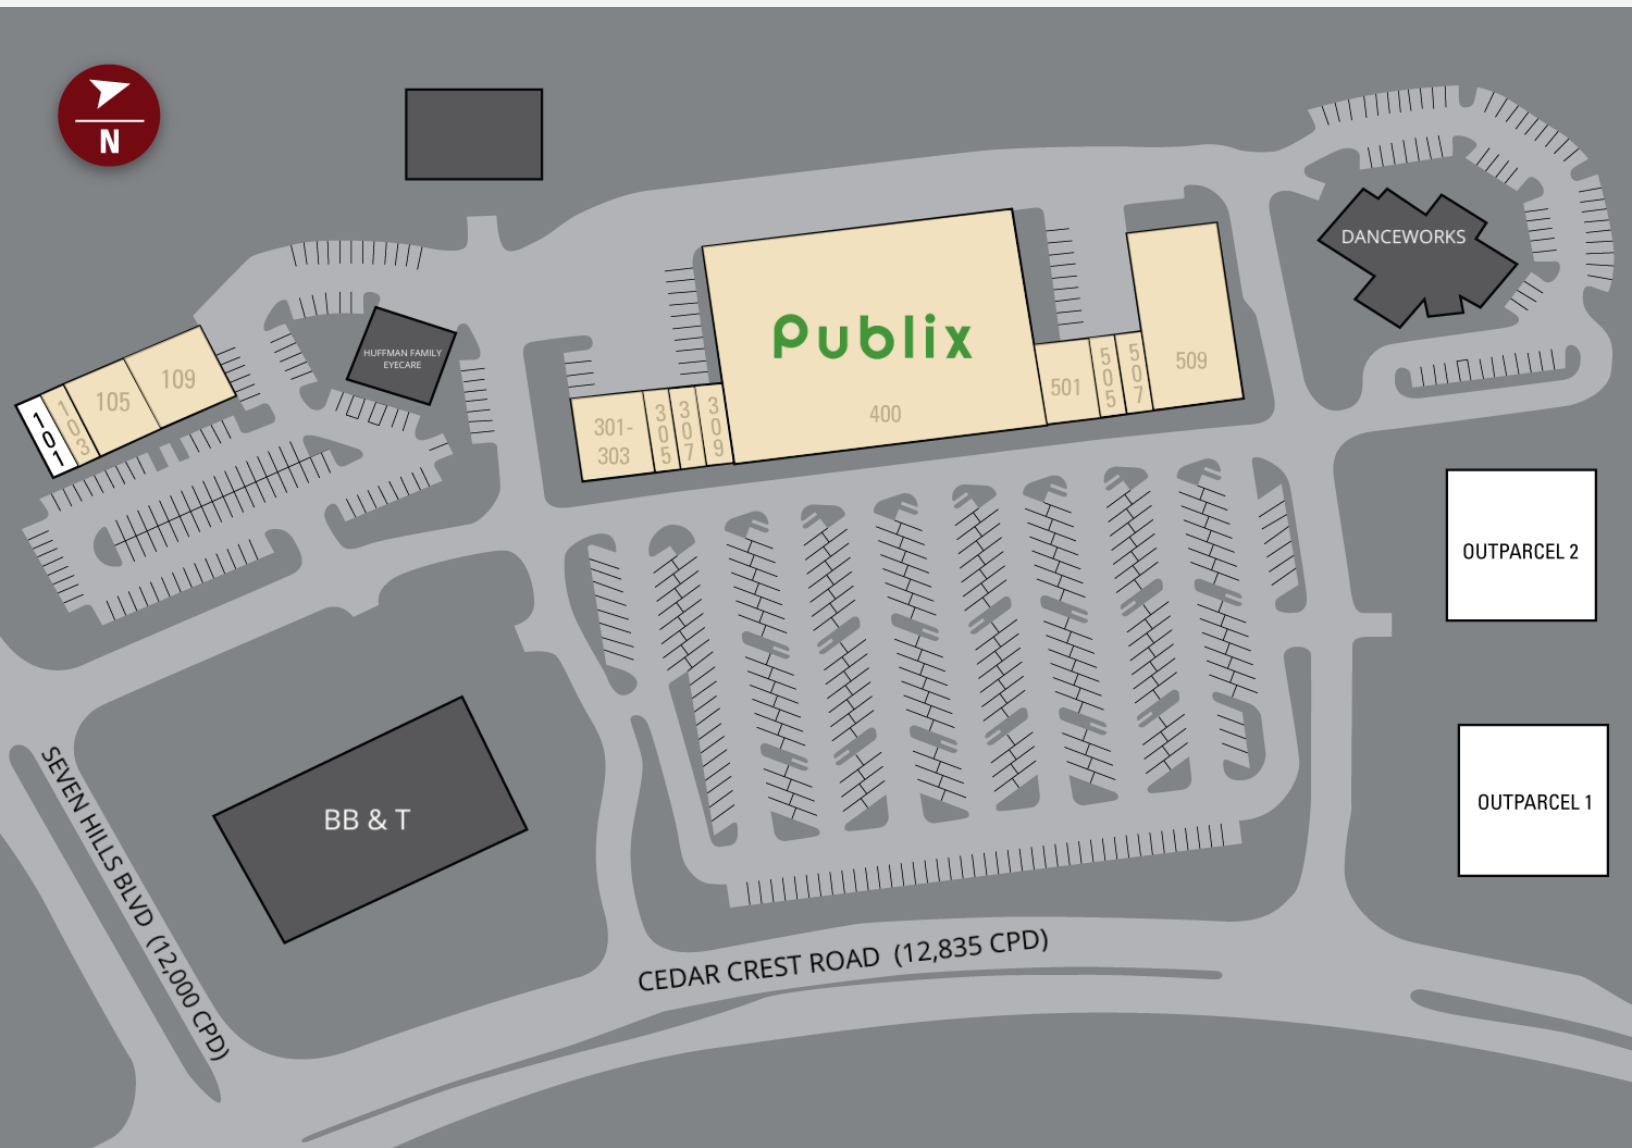 N
HUFFMAN FAMILY
EYECARE
101
103
105
109
Publix
400
301-
303
305
307
309
501
505
507
509
DANCEWORKS
OUTPARCEL 2
OUTPARCEL 1
BB & T
SEVEN HILLS BLVD (12,000 CPD)
CEDAR CREST ROAD (12,835 CPD)